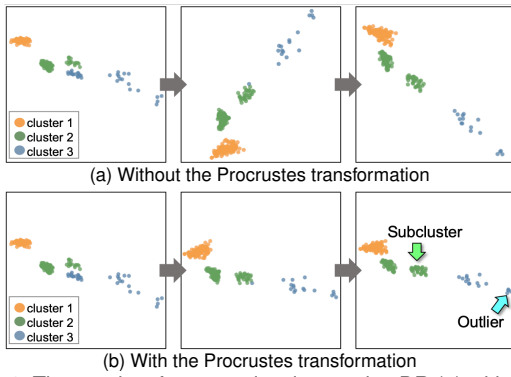 cluster 1
cluster 2
cluster 3
(a) Without the Procrustes transformation
Subcluster
cluster 1
cluster 2
cluster 3
Outlier
(b) With the Procrustes transformation